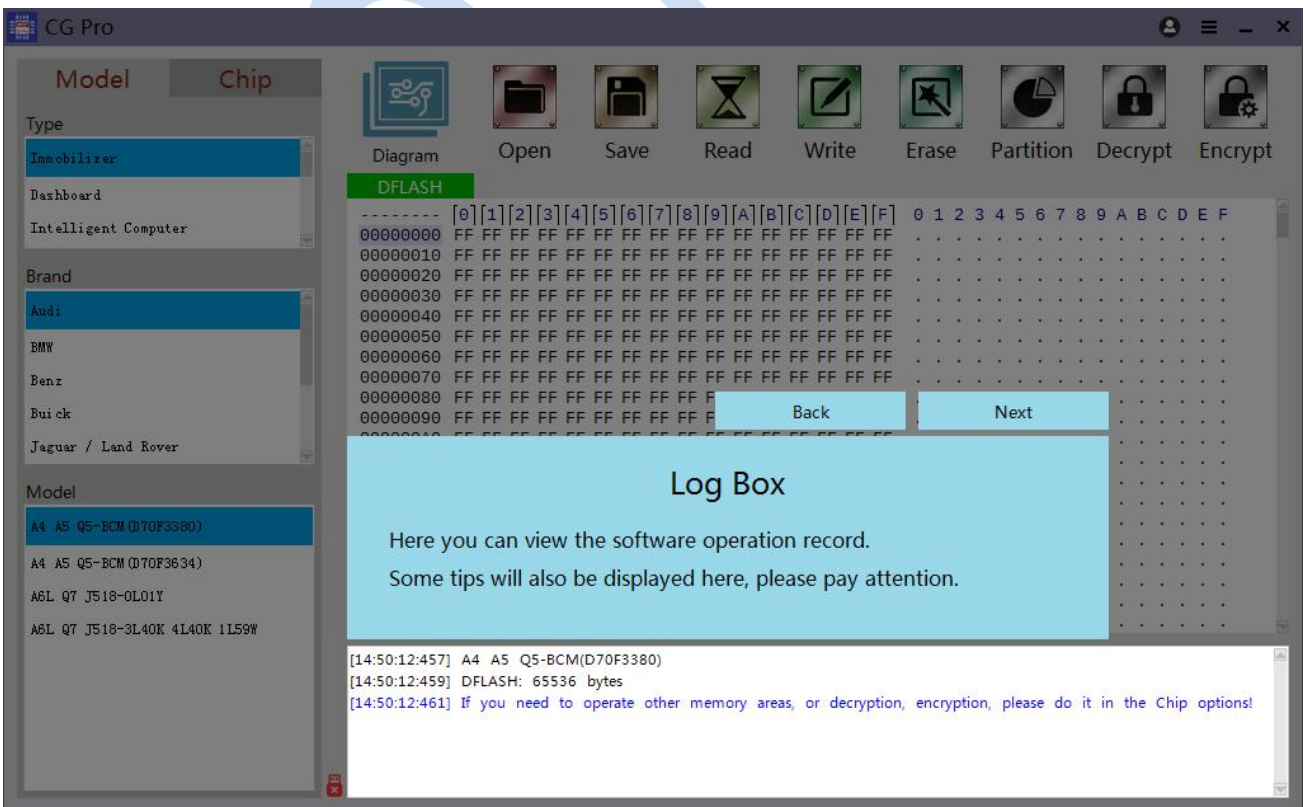 CG Pro
Model Chip
Type
Immobilizer
Dashboard
Intelligent Computer
Brand
Audi
BMW
Benz
Buick
Jaguar / Land Rover
Model
A4 A5 Q5-BCM(D70F3380)
A4 A5 Q5-BCM(D70F3634)
A6L Q7 J518-0L01Y
A6L Q7 J518-3L40K 4L40K 1L59W
Diagram Open Save Read Write Erase Partition Decrypt Encrypt
DFLASH
-------- [0][1][2][3][4][5][6][7][8][9][A][B][C][D][E][F] 0 1 2 3 4 5 6 7 8 9 A B C D E F
00000000 FF FF FF FF FF FF FF FF FF FF FF FF FF FF FF FF . . . . . . . . . . . . . . . .
00000010 FF FF FF FF FF FF FF FF FF FF FF FF FF FF FF FF . . . . . . . . . . . . . . . .
00000020 FF FF FF FF FF FF FF FF FF FF FF FF FF FF FF FF . . . . . . . . . . . . . . . .
00000030 FF FF FF FF FF FF FF FF FF FF FF FF FF FF FF FF . . . . . . . . . . . . . . . .
00000040 FF FF FF FF FF FF FF FF FF FF FF FF FF FF FF FF . . . . . . . . . . . . . . . .
00000050 FF FF FF FF FF FF FF FF FF FF FF FF FF FF FF FF . . . . . . . . . . . . . . . .
00000060 FF FF FF FF FF FF FF FF FF FF FF FF FF FF FF FF . . . . . . . . . . . . . . . .
00000070 FF FF FF FF FF FF FF FF FF FF FF FF FF FF FF FF . . . . . . . . . . . . . . . .
00000080 FF FF FF FF FF FF FF FF FF
00000090 FF FF FF FF FF FF FF FF FF
Back Next
Log Box
Here you can view the software operation record.
Some tips will also be displayed here, please pay attention.
[14:50:12:457] A4 A5 Q5-BCM(D70F3380)
[14:50:12:459] DFLASH: 65536 bytes
[14:50:12:461] If you need to operate other memory areas, or decryption, encryption, please do it in the Chip options!